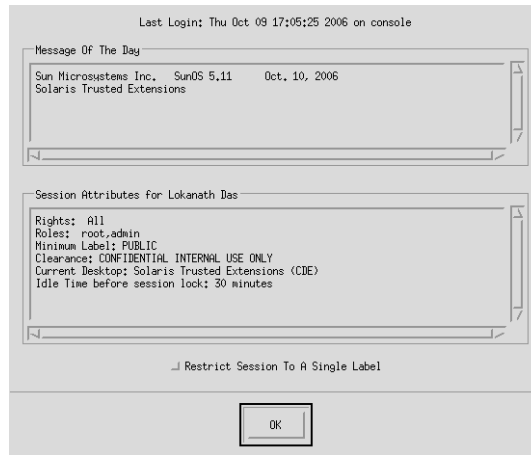 Last Login: Thu Oct 09 17:05:25 2006 on console
Message Of The Day
Sun Microsystems Inc. SunOS 5.11 Oct. 10, 2006
Solaris Trusted Extensions
Session Attributes for Lokanath Das
Rights: All
Roles: root,admin
Minimum Label: PUBLIC
Clearance: CONFIDENTIAL INTERNAL USE ONLY
Current Desktop: Solaris Trusted Extensions (CDE)
Idle Time before session lock: 30 minutes
Restrict Session To A Single Label
OK